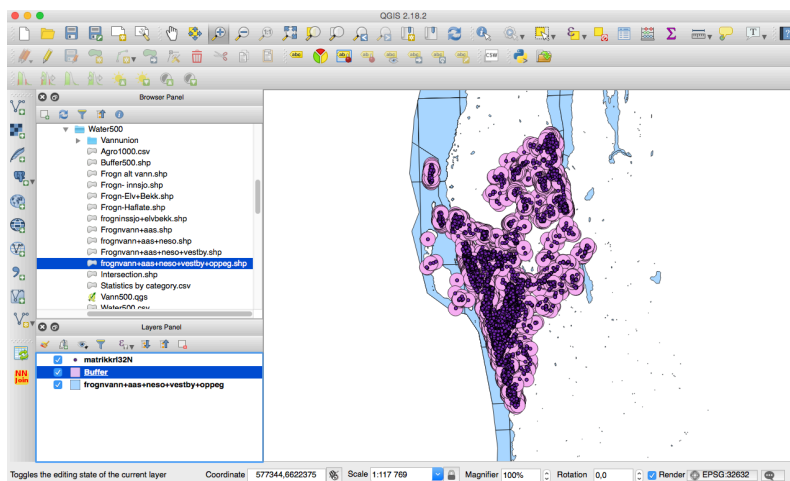 QGIS 2.18.2
abc
abc
CSW
T
Browser Panel
Water500
Vannunion
Agro1000.csv
Buffer500.shp
Frogn alt vann.shp
Frogn- innsjo.shp
Frogn-Elv+Bekk.shp
Frogn-Haflate.shp
frogninssjo+elvbekk.shp
Frognvann+aas.shp
frognvann+aas+neso.shp
Frognvann+aas+neso+vestby.shp
frognvann+aas+neso+vestby+oppeg.shp
Intersection.shp
Statistics by category.csv
Vann500.qgs
Water500.csv
Layers Panel
matrikkrl32N
Buffer
frognvann+aas+neso+vestby+oppeg
NN
Join
Toggles the editing state of the current layer Coordinate 577344,6622375 Scale 1:117 769 Magnifier 100% Rotation 0,0 Render EPSG:32632